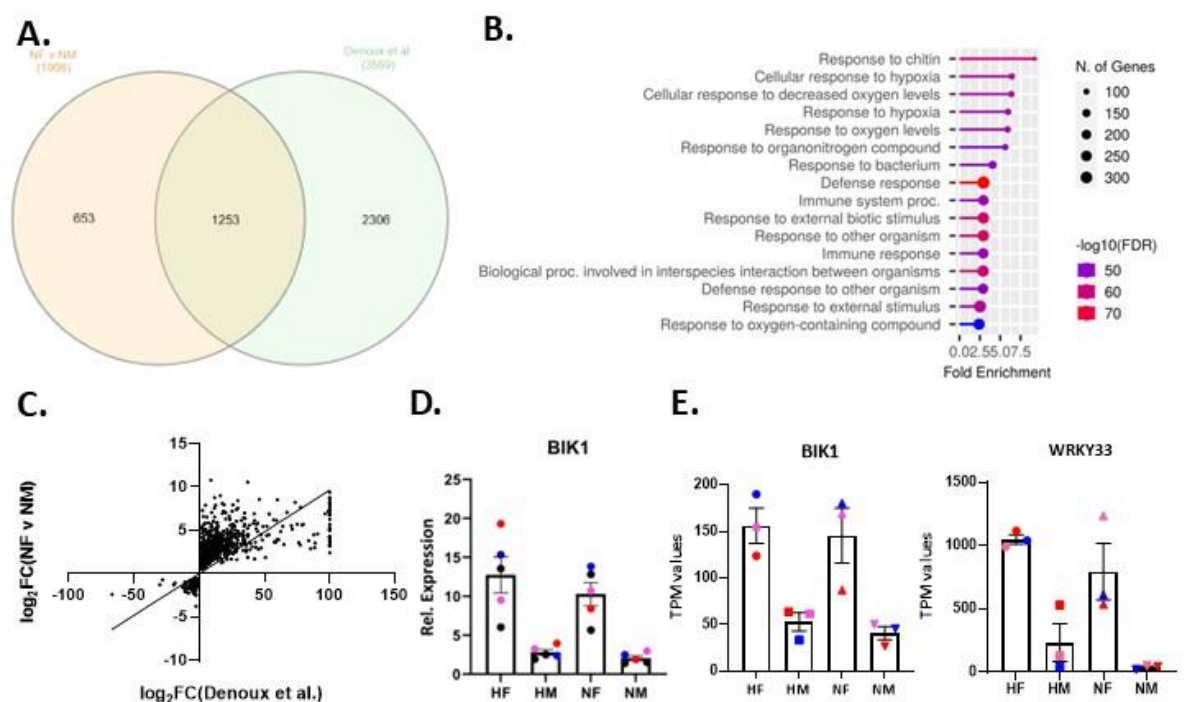 A.
NF v NM
(1906)
Denoux et al
(3559)
653
1253
2306
B.
Response to chitin
Cellular response to hypoxia
Cellular response to decreased oxygen levels
Response to hypoxia
Response to oxygen levels
Response to organonitrogen compound
Response to bacterium
Defense response
Immune system proc.
Response to external biotic stimulus
Response to other organism
Immune response
Biological proc. involved in interspecies interaction between organisms
Defense response to other organism
Response to external stimulus
Response to oxygen-containing compound
0.02.55.07.5
Fold Enrichment
N. of Genes
100
150
200
250
300
-log10(FDR)
50
60
70
C.
log₂FC(NF v NM)
15
10
5
-5
-10
-100
-50
50
100
150
log₂FC(Denoux et al.)
D.
BIK1
Rel. Expression
25
20
15
10
5
0
HF
HM
NF
NM
E.
BIK1
TPM values
200
150
100
50
0
HF
HM
NF
NM
WRKY33
TPM values
1500
1000
500
0
HF
HM
NF
NM